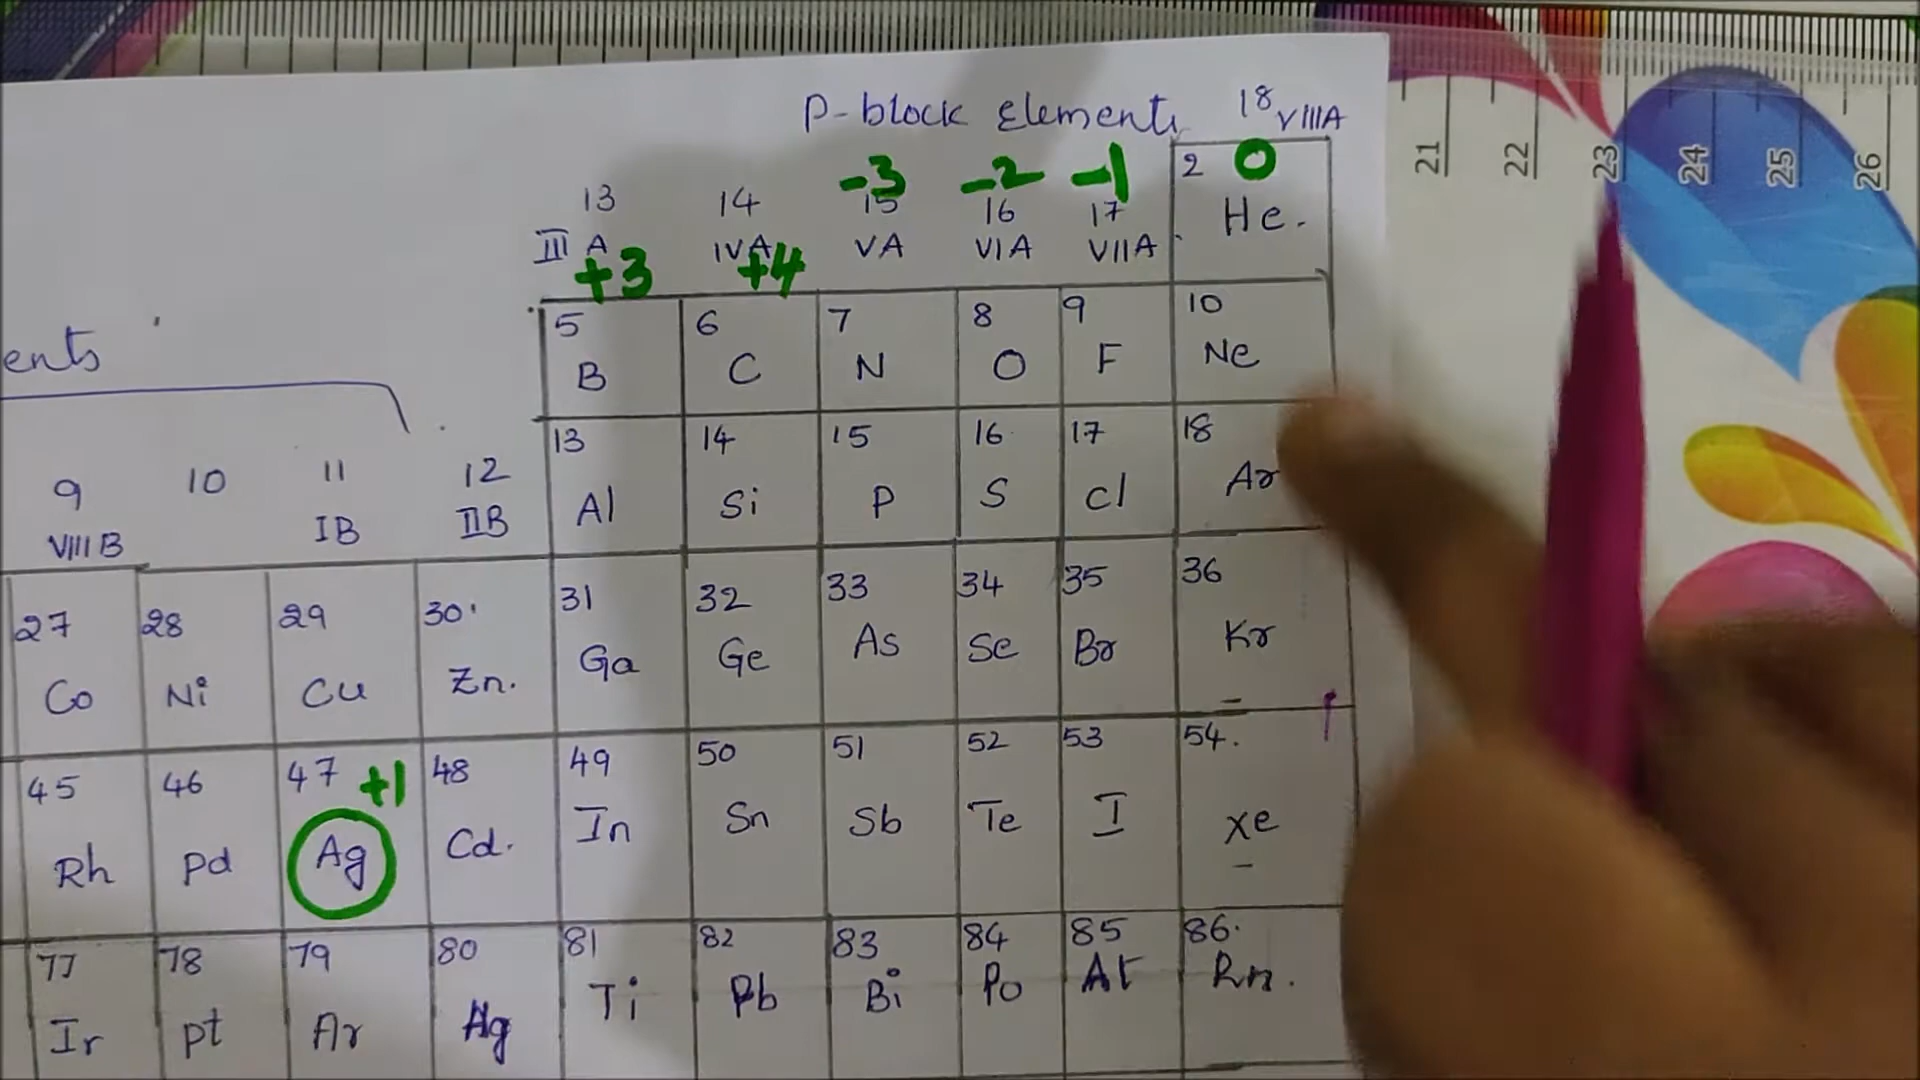 P-block Elements 18 VIIIA
-3 -2 -1 2 0
13 14 15 16 17 He.
III A IVA VA VIA VIIA
+3 +4
5 6 7 8 9 10
B C N O F Ne
ents
13 14 15 16 17 18
9 10 11 12 Al Si P S Cl Ar
VIII B IB IIB
27 28 29 30 31 32 33 34 35 36
Co Ni Cu Zn. Ga Ge As Se Br Kr
45 46 47 +1 48 49 50 51 52 53 54.
Rh Pd Ag Cd. In Sn Sb Te I Xe
77 78 79 80 81 82 83 84 85 86.
Ir Pt Ar Hg Ti Pb Bi Po At Rn.
21 22 23 24 25 26